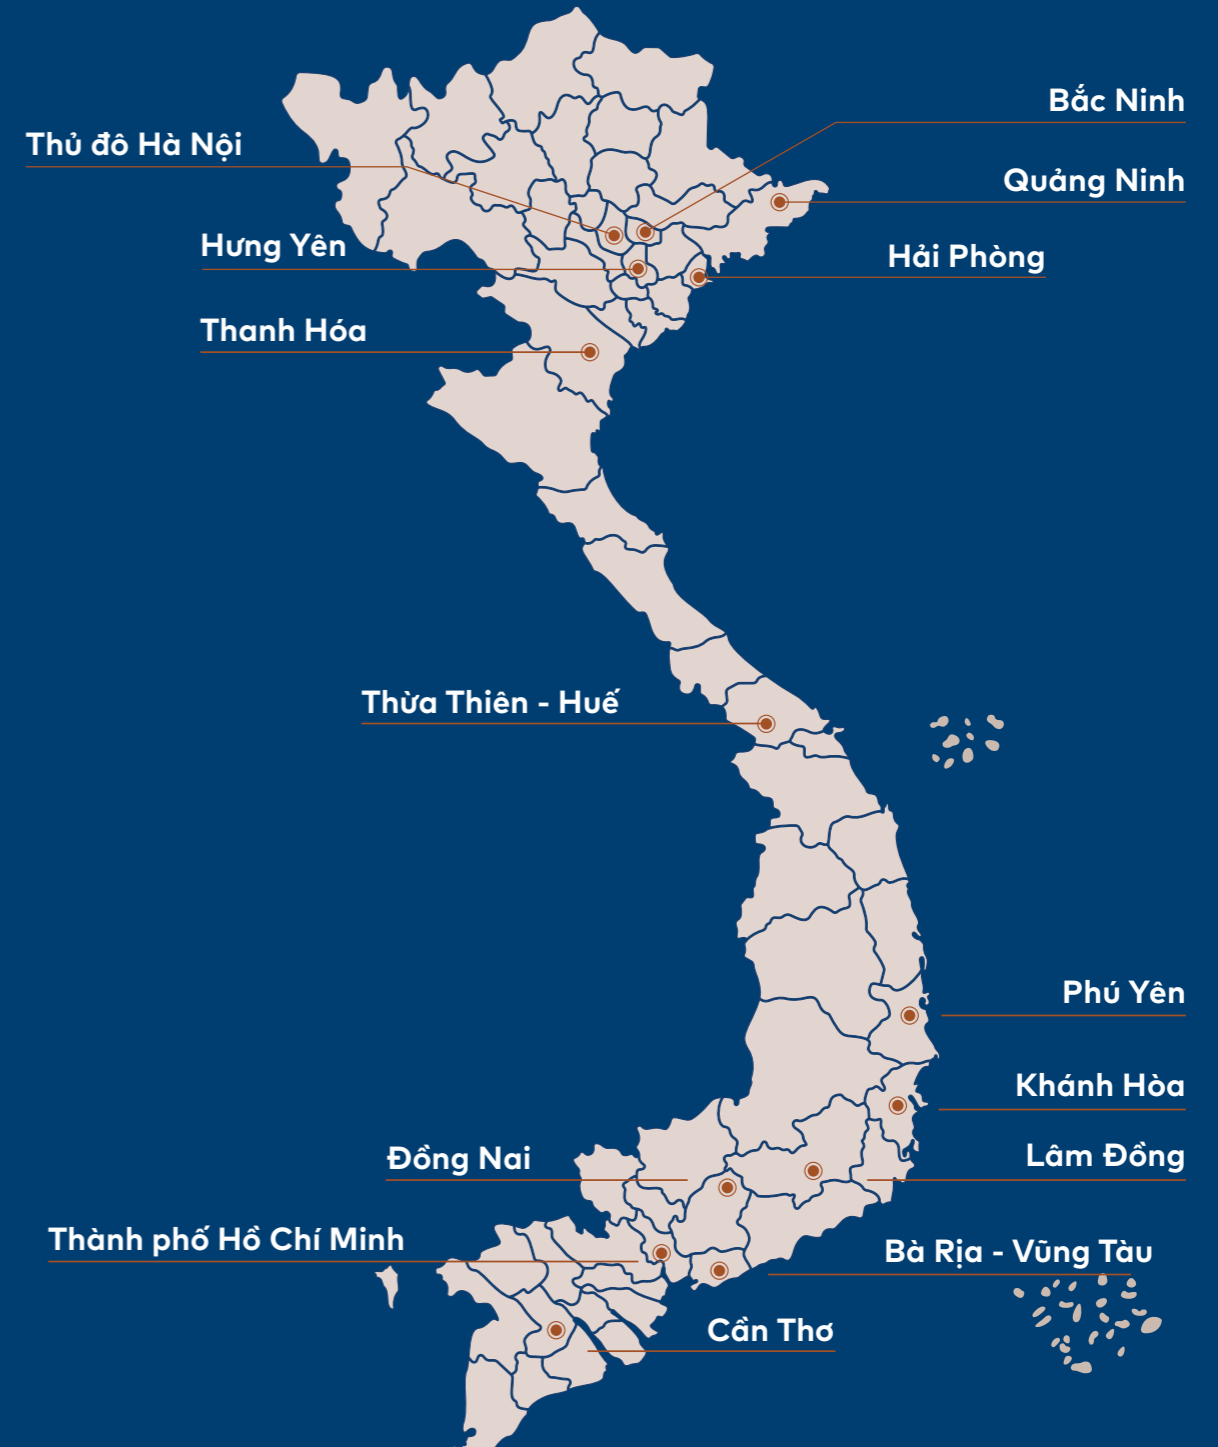 Bắc Ninh
Thủ đô Hà Nội
Quảng Ninh
Hưng Yên
Hải Phòng
Thanh Hóa
Thừa Thiên - Huế
Phú Yên
Khánh Hòa
Đồng Nai
Lâm Đồng
Thành phố Hồ Chí Minh
Bà Rịa - Vũng Tàu
Cần Thơ